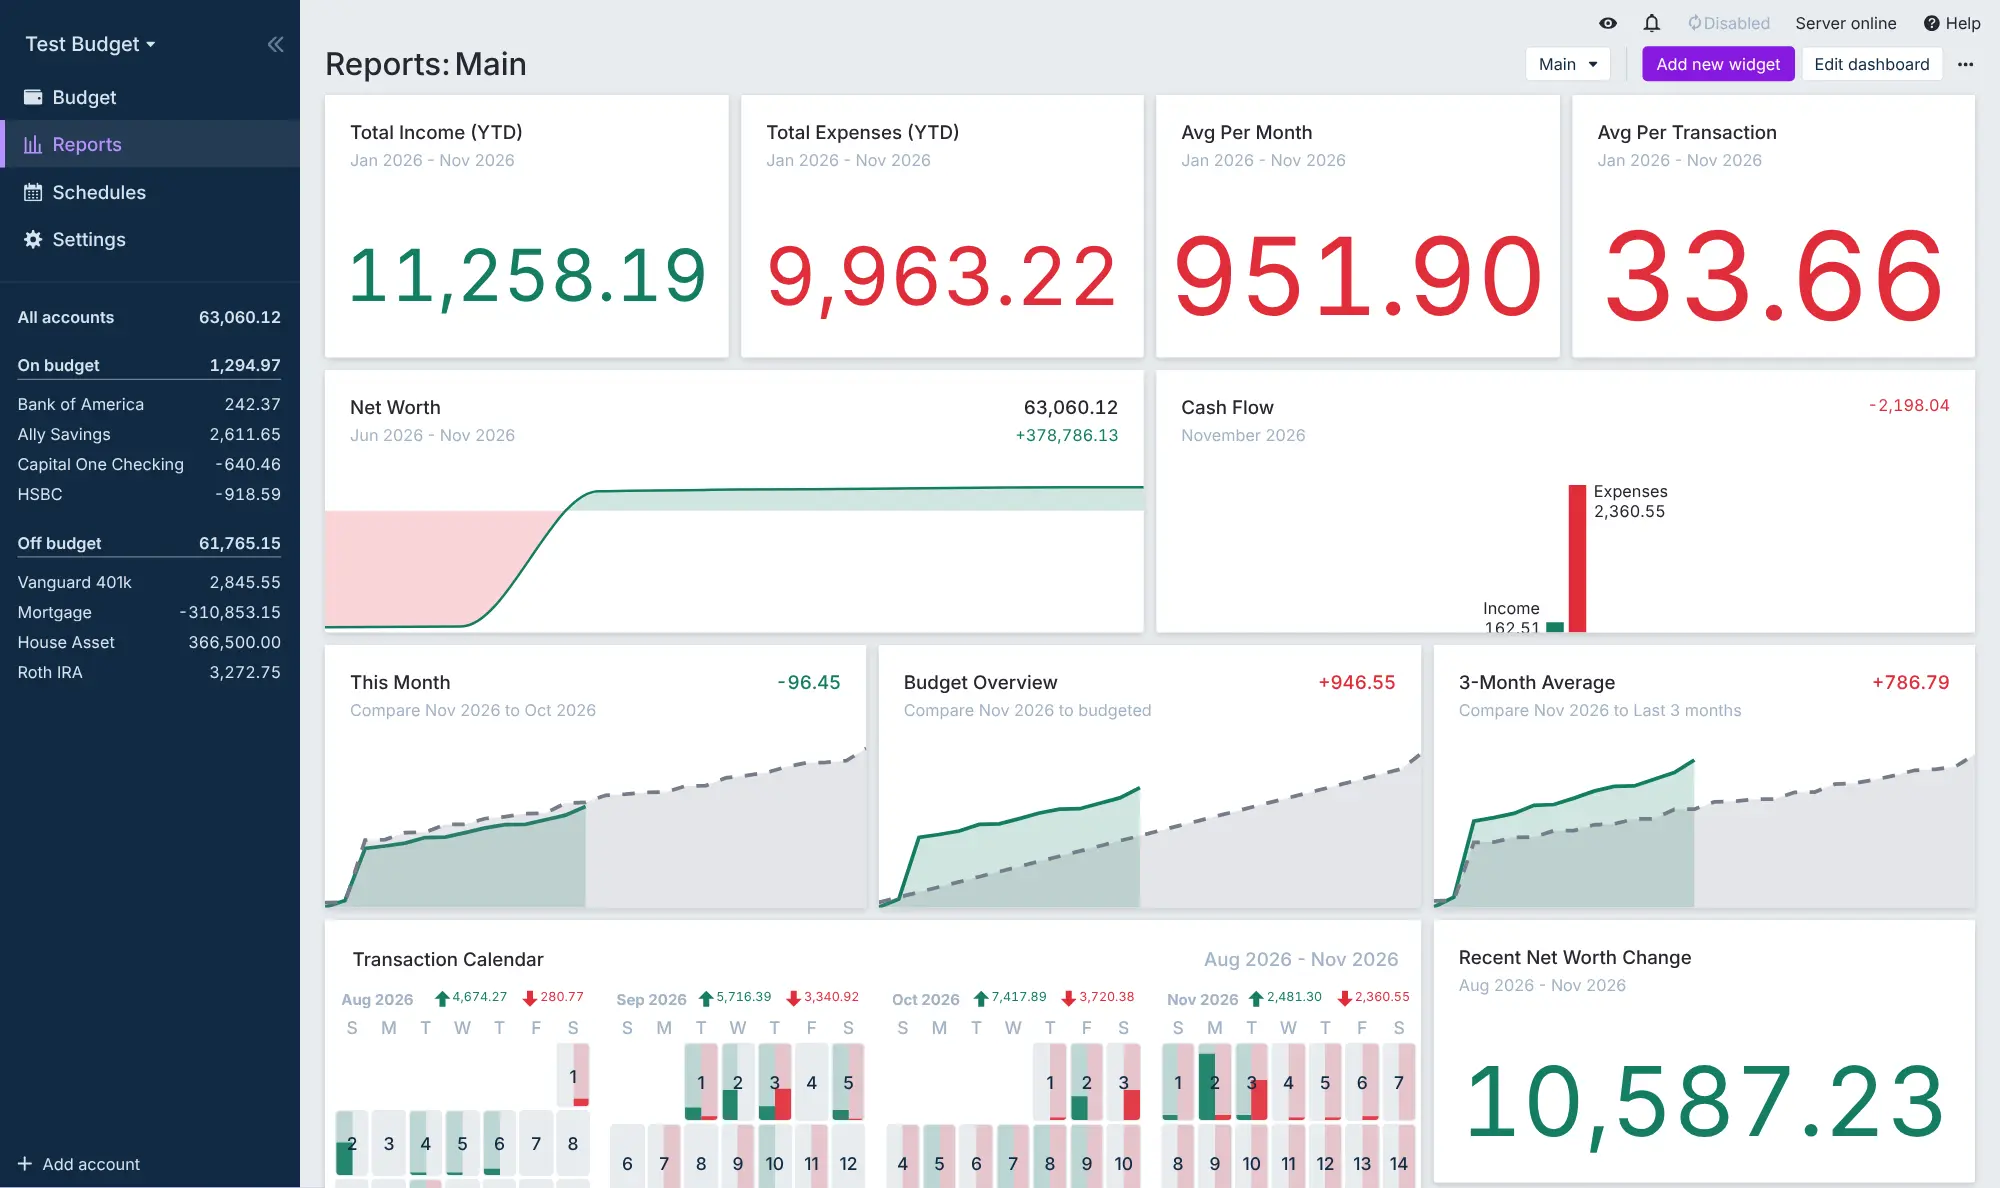 Test Budget
Budget
Reports
Schedules
Settings
All accounts 63,060.12
On budget 1,294.97
Bank of America 242.37
Ally Savings 2,611.65
Capital One Checking -640.46
HSBC -918.59
Off budget 61,765.15
Vanguard 401k 2,845.55
Mortgage -310,853.15
House Asset 366,500.00
Roth IRA 3,272.75
Add account
Disabled Server online Help
Reports: Main
Main Add new widget Edit dashboard
Total Income (YTD)
Jan 2026 - Nov 2026
11,258.19
Total Expenses (YTD)
Jan 2026 - Nov 2026
9,963.22
Avg Per Month
Jan 2026 - Nov 2026
951.90
Avg Per Transaction
Jan 2026 - Nov 2026
33.66
Net Worth 63,060.12
Jun 2026 - Nov 2026 +378,786.13
Cash Flow -2,198.04
November 2026
Expenses
2,360.55
Income
162.51
This Month -96.45
Compare Nov 2026 to Oct 2026
Budget Overview +946.55
Compare Nov 2026 to budgeted
3-Month Average +786.79
Compare Nov 2026 to Last 3 months
Transaction Calendar Aug 2026 - Nov 2026
Aug 2026 4,674.27 280.77
S M T W T F S
1
2 3 4 5 6 7 8
Sep 2026 5,716.39 3,340.92
S M T W T F S
1 2 3 4 5
6 7 8 9 10 11 12
Oct 2026 7,417.89 3,720.38
S M T W T F S
1 2 3
4 5 6 7 8 9 10
Nov 2026 2,481.30 2,360.55
S M T W T F S
1 2 3 4 5 6 7
8 9 10 11 12 13 14
Recent Net Worth Change
Aug 2026 - Nov 2026
10,587.23